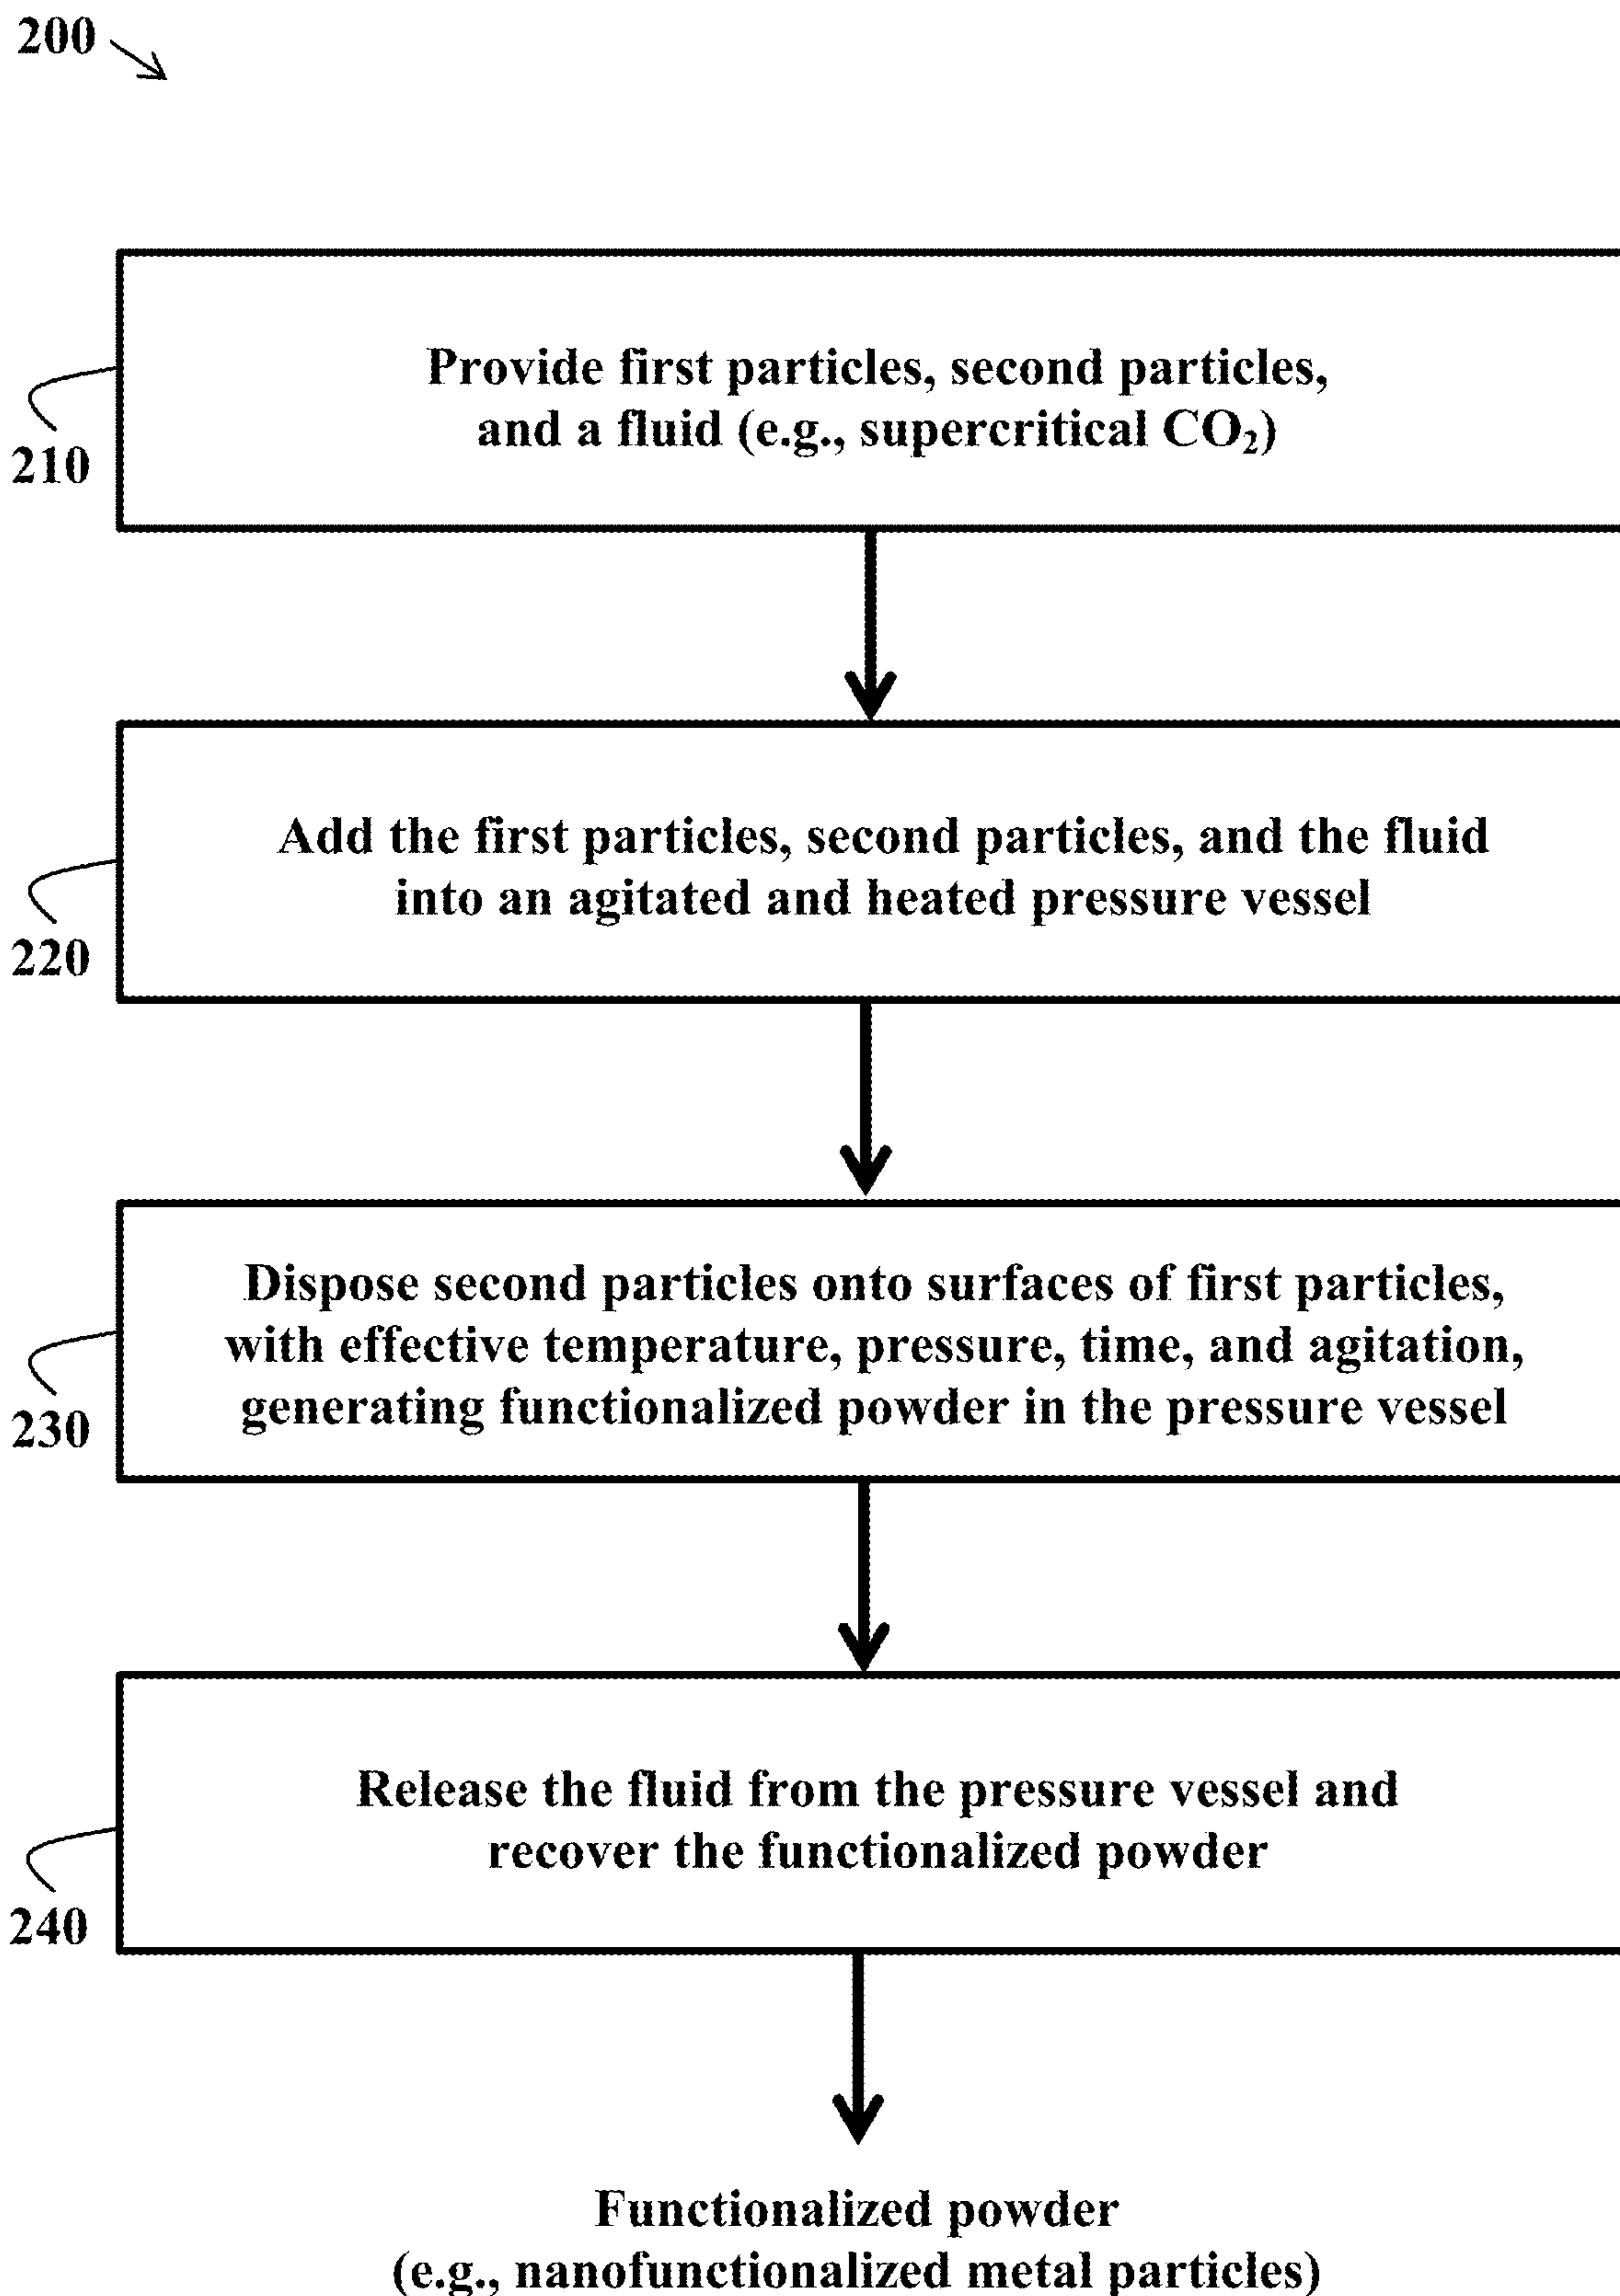 200
Provide first particles, second particles,
and a fluid (e.g., supercritical CO₂)
210
Add the first particles, second particles, and the fluid
into an agitated and heated pressure vessel
220
Dispose second particles onto surfaces of first particles,
with effective temperature, pressure, time, and agitation,
generating functionalized powder in the pressure vessel
230
Release the fluid from the pressure vessel and
recover the functionalized powder
240
Functionalized powder
(e.g., nanofunctionalized metal particles)